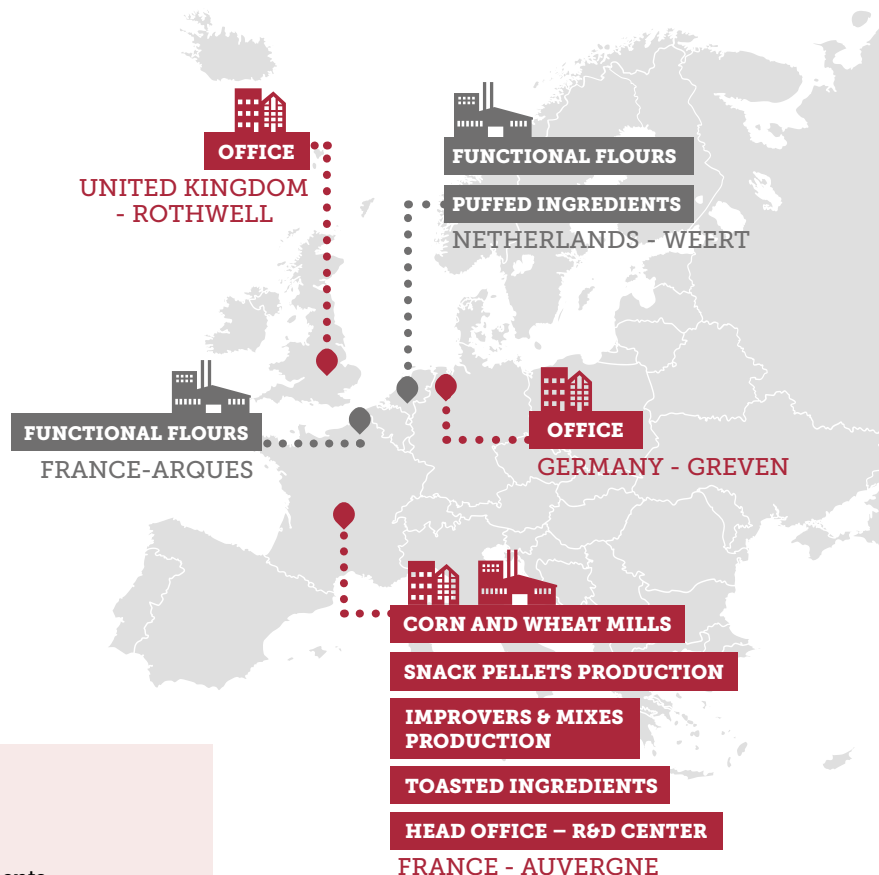 OFFICE
UNITED KINGDOM
- ROTHWELL
FUNCTIONAL FLOURS
PUFFED INGREDIENTS
NETHERLANDS - WEERT
FUNCTIONAL FLOURS
FRANCE-ARQUES
OFFICE
GERMANY - GREVEN
CORN AND WHEAT MILLS
SNACK PELLETS PRODUCTION
IMPROVERS & MIXES
PRODUCTION
TOASTED INGREDIENTS
HEAD OFFICE – R&D CENTER
FRANCE - AUVERGNE